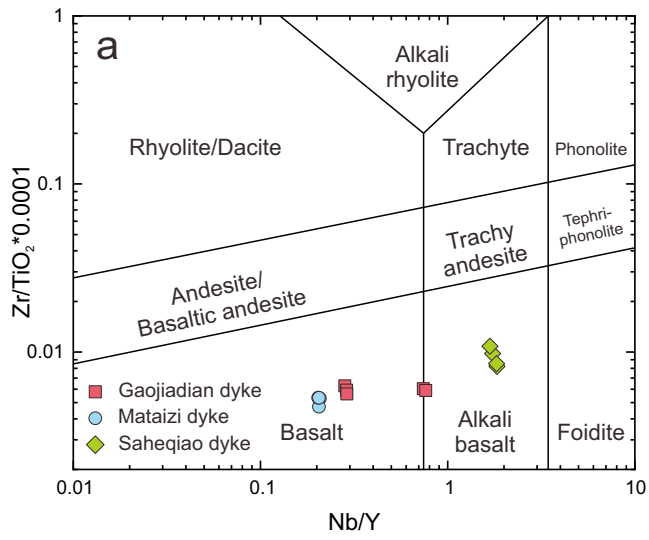 a
Alkali
rhyolite
Rhyolite/Dacite
Trachyte
Phonolite
Tephri-
phonolite
Trachy
andesite
Andesite/
Basaltic andesite
Gaojiadian dyke
Mataizi dyke
Saheqiao dyke
Basalt
Alkali
basalt
Foidite
Zr/TiO₂*0.0001
1
0.1
0.01
0.01
0.1
1
10
Nb/Y